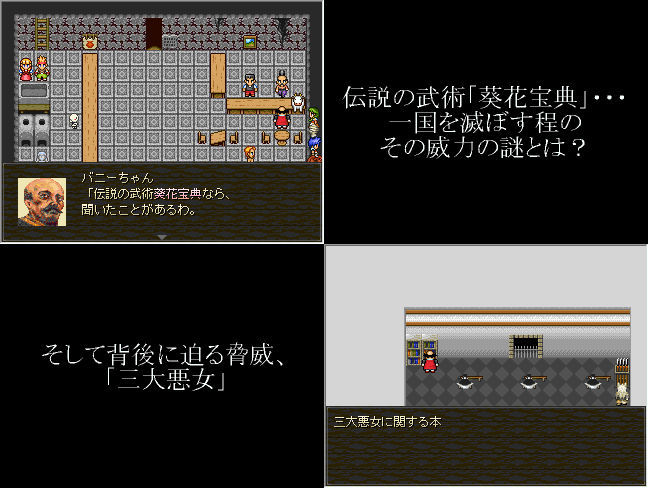 バニーちゃん
「伝説の武術葵花宝典なら、
聞いたことがあるわ。
伝説の武術「葵花宝典」・・・
一国を滅ぼす程の
その威力の謎とは？
そして背後に迫る脅威、
「三大悪女」
三大悪女に関する本